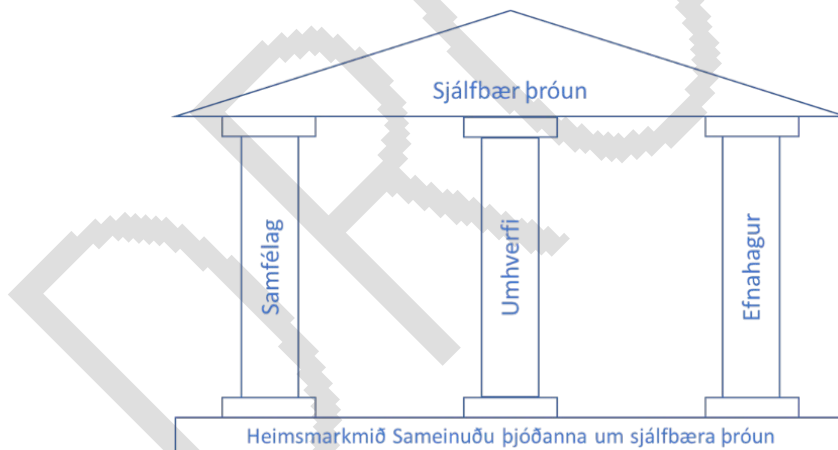 Sjálfbær þróun
Samfélag
Umhverfi
Efnahagur
Heimsmarkmið Sameinuðu þjóðanna um sjálfbæra þróun